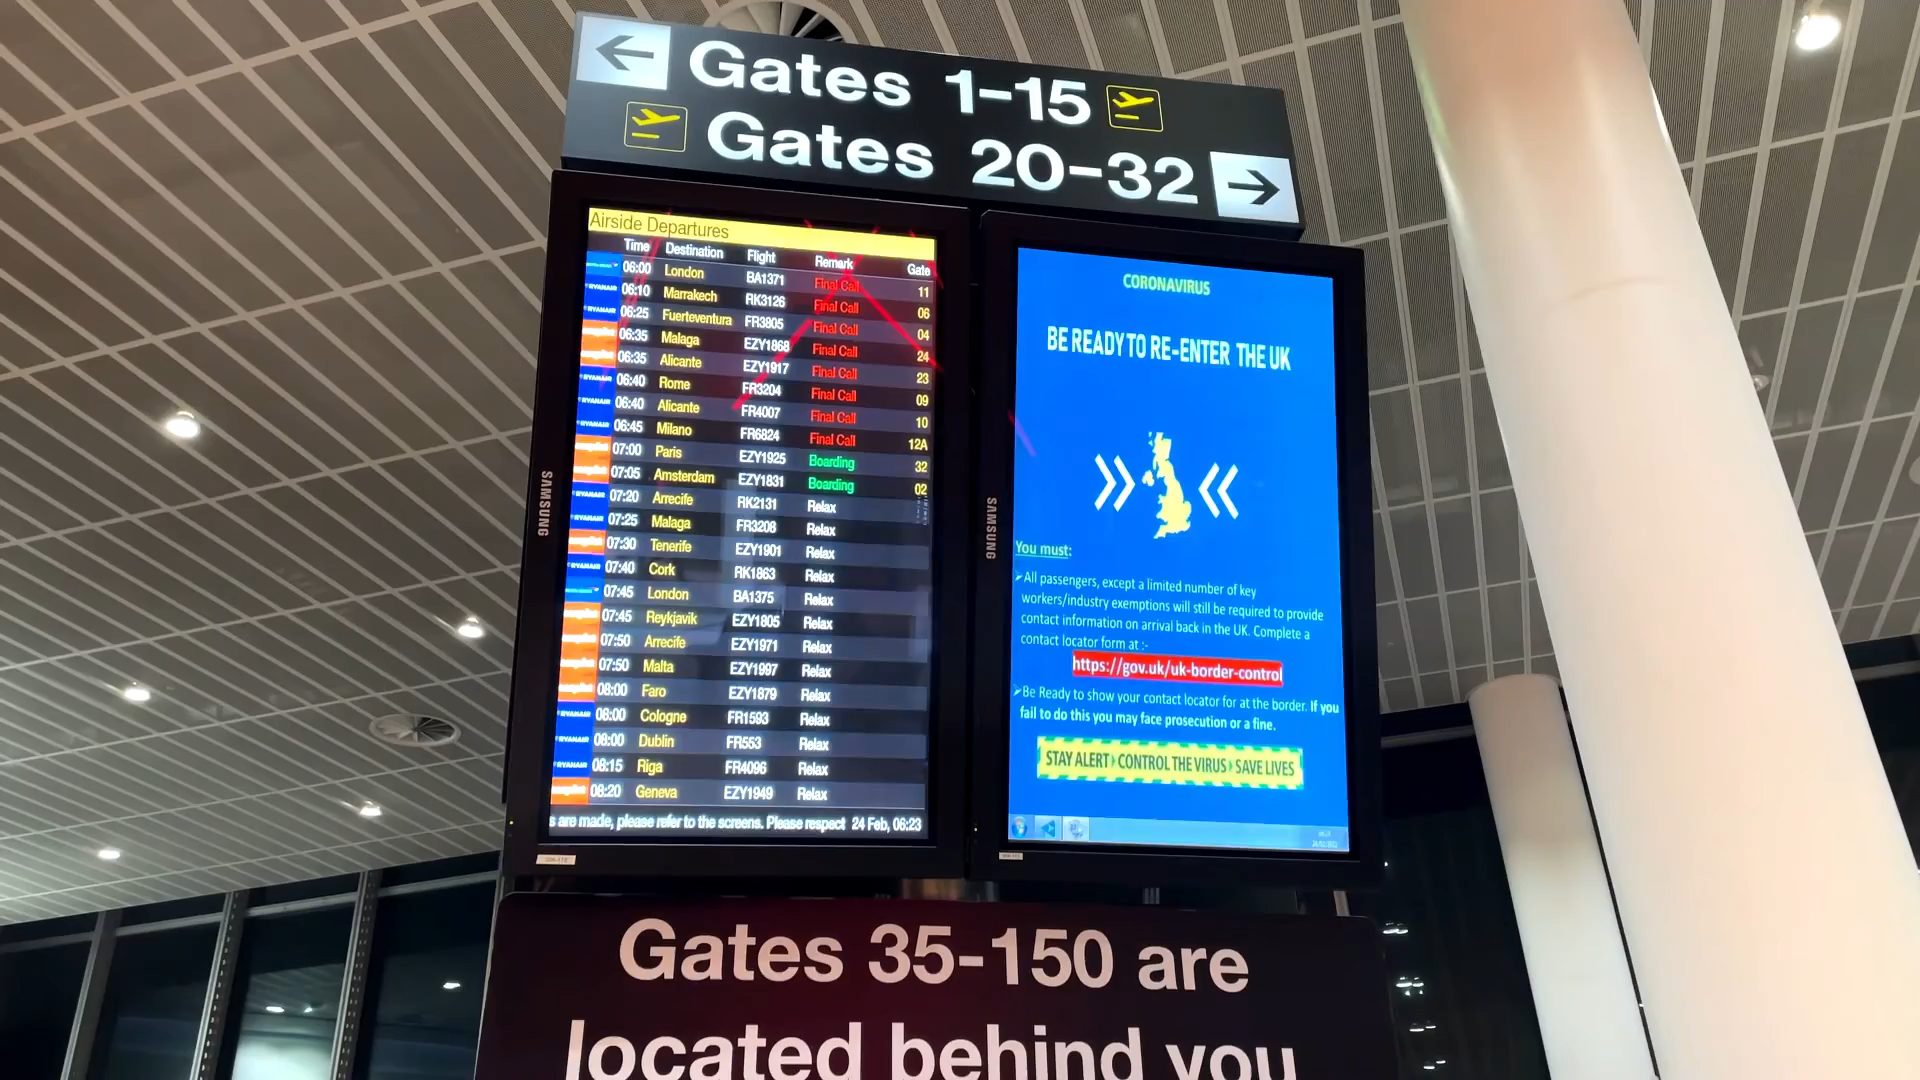 Gates 1-15
Gates 20-32
Airside Departures
Time Destination Flight Remark Gate
06:00 London BA1371 Final Call 11
RYANAIR 06:10 Marrakech RK3126 Final Call 06
RYANAIR 06:25 Fuerteventura FR3805 Final Call 04
06:35 Malaga EZY1868 Final Call 24
06:35 Alicante EZY1917 Final Call 23
RYANAIR 06:40 Rome FR3204 Final Call 09
RYANAIR 06:40 Alicante FR4007 Final Call 10
RYANAIR 06:45 Milano FR6824 Final Call 12A
07:00 Paris EZY1925 Boarding 32
07:05 Amsterdam EZY1831 Boarding 02
RYANAIR 07:20 Arrecife RK2131 Relax
RYANAIR 07:25 Malaga FR3208 Relax
07:30 Tenerife EZY1901 Relax
RYANAIR 07:40 Cork RK1863 Relax
07:45 London BA1375 Relax
07:45 Reykjavik EZY1805 Relax
07:50 Arrecife EZY1971 Relax
07:50 Malta EZY1997 Relax
08:00 Faro EZY1879 Relax
RYANAIR 08:00 Cologne FR1593 Relax
RYANAIR 08:00 Dublin FR553 Relax
RYANAIR 08:15 Riga FR4096 Relax
08:20 Geneva EZY1949 Relax
s are made, please refer to the screens. Please respect 24 Feb, 06:23
SAMSUNG
CORONAVIRUS
BE READY TO RE-ENTER THE UK
You must:
All passengers, except a limited number of key
workers/industry exemptions will still be required to provide
contact information on arrival back in the UK. Complete a
contact locator form at :-
https://gov.uk/uk-border-control
Be Ready to show your contact locator for at the border. If you
fail to do this you may face prosecution or a fine.
STAY ALERT CONTROL THE VIRUS SAVE LIVES
SAMSUNG
Gates 35-150 are
located behind you